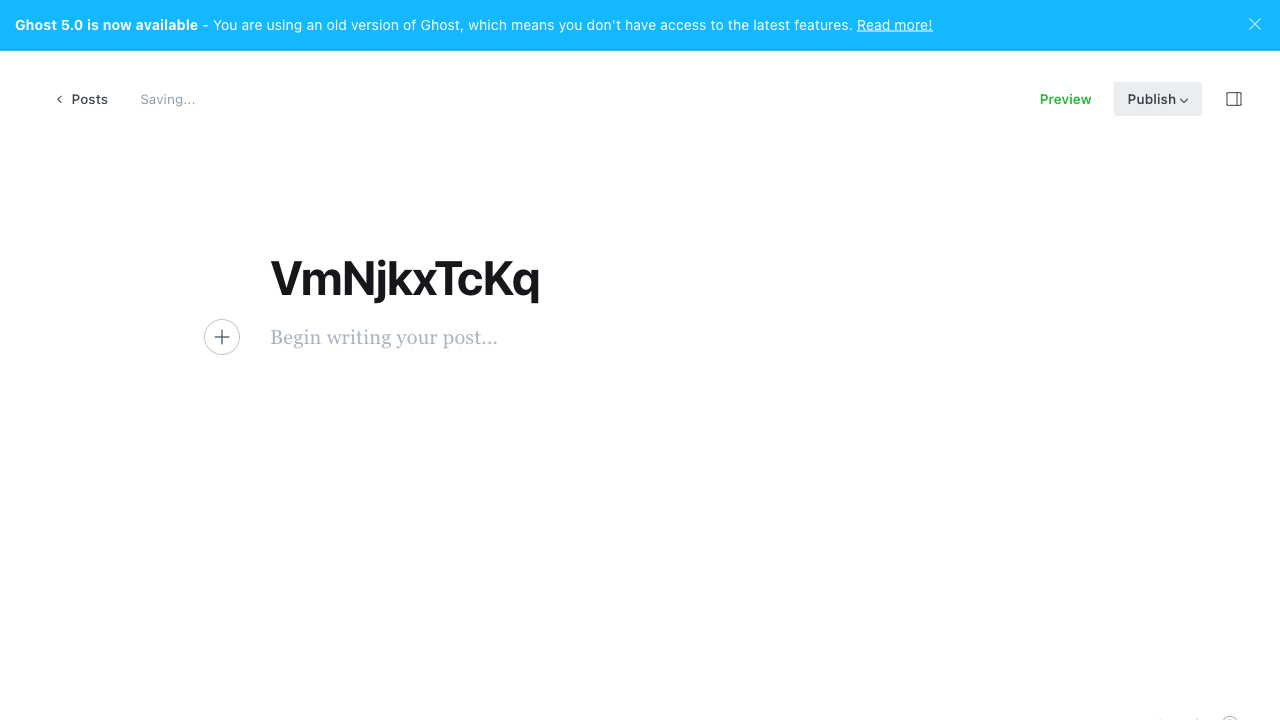 Ghost 5.0 is now available - You are using an old version of Ghost, which means you don't have access to the latest features. Read more!
Posts Saving... Preview Publish
VmNjkxTcKq
Begin writing your post...